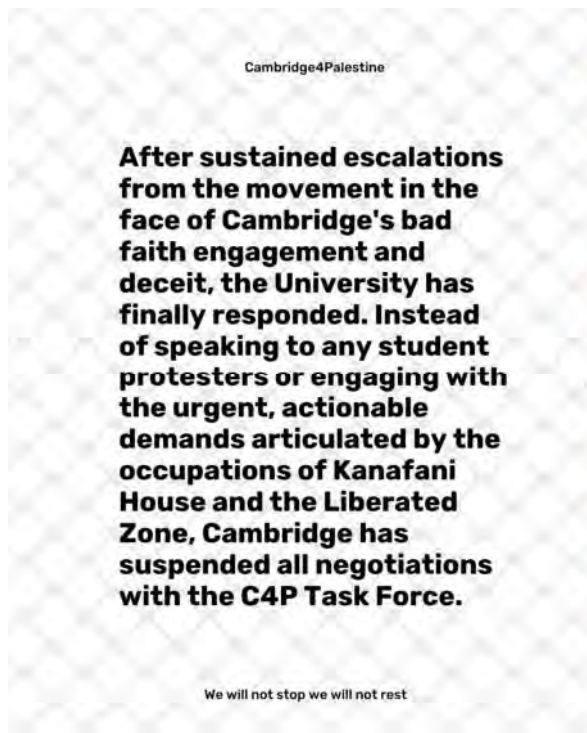 Cambridge4Palestine
After sustained escalations
from the movement in the
face of Cambridge's bad
faith engagement and
deceit, the University has
finally responded. Instead
of speaking to any student
protesters or engaging with
the urgent, actionable
demands articulated by the
occupations of Kanafani
House and the Liberated
Zone, Cambridge has
suspended all negotiations
with the C4P Task Force.
We will not stop we will not rest